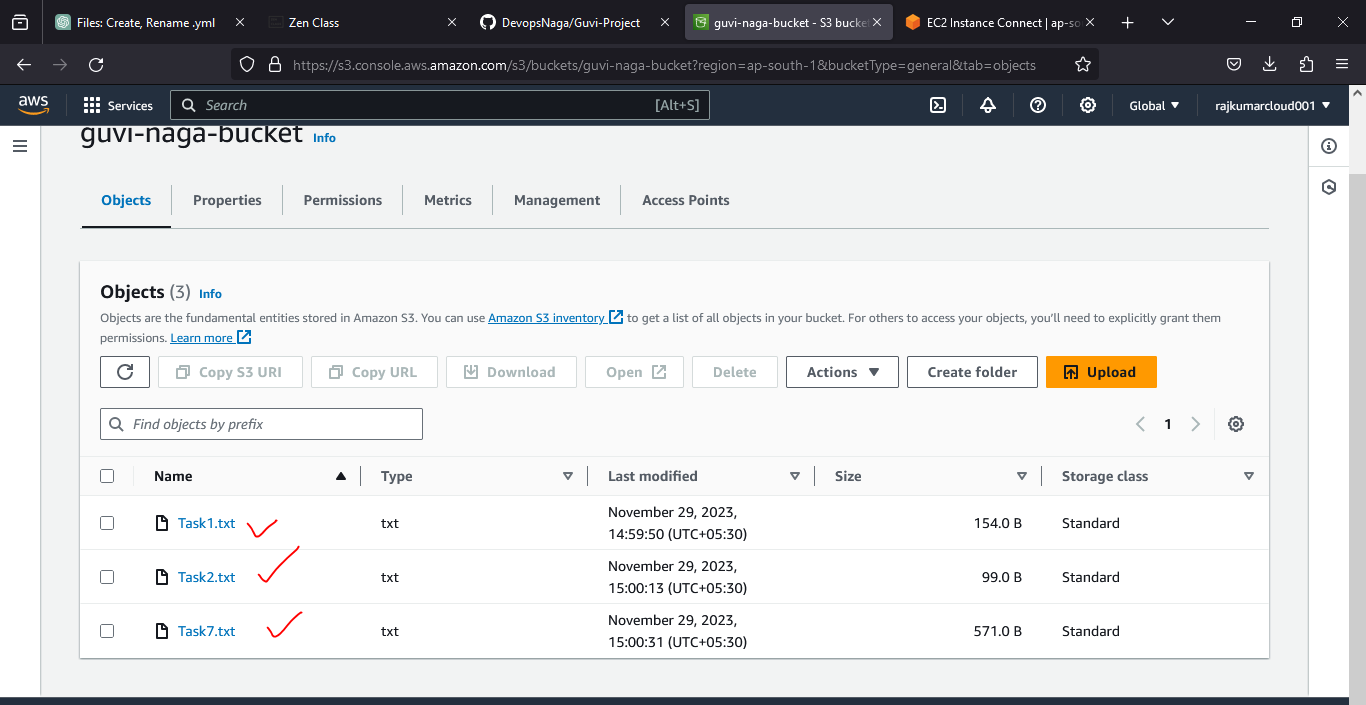 Files: Create, Rename .yml
Zen Class
DevopsNaga/Guvi-Project
guvi-naga-bucket - S3 bucket
EC2 Instance Connect | ap-so
https://s3.console.aws.amazon.com/s3/buckets/guvi-naga-bucket?region=ap-south-1&bucketType=general&tab=objects
aws
Services
Search
[Alt+S]
Global
rajkumarcloud001
guvi-naga-bucket Info
Objects
Properties
Permissions
Metrics
Management
Access Points
Objects (3) Info
Objects are the fundamental entities stored in Amazon S3. You can use Amazon S3 inventory to get a list of all objects in your bucket. For others to access your objects, you'll need to explicitly grant them
permissions. Learn more
Copy S3 URI
Copy URL
Download
Open
Delete
Actions
Create folder
Upload
Find objects by prefix
1
Name
Type
Last modified
Size
Storage class
Task1.txt
txt
November 29, 2023,
14:59:50 (UTC+05:30)
154.0 B
Standard
Task2.txt
txt
November 29, 2023,
15:00:13 (UTC+05:30)
99.0 B
Standard
Task7.txt
txt
November 29, 2023,
15:00:31 (UTC+05:30)
571.0 B
Standard